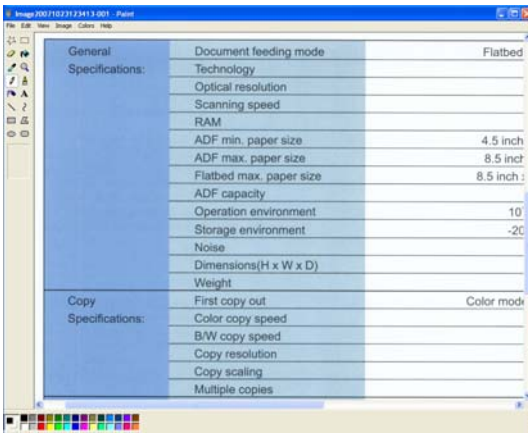 Image20071023123413-001 - Paint
File Edit View Image Colors Help
General Document feeding mode Flatbed
Specifications: Technology
Optical resolution
Scanning speed
RAM
ADF min. paper size 4.5 inch
ADF max. paper size 8.5 inch
Flatbed max. paper size 8.5 inch
ADF capacity
Operation environment 10
Storage environment -20
Noise
Dimensions(H x W x D)
Weight
Copy First copy out Color mode
Specifications: Color copy speed
B/W copy speed
Copy resolution
Copy scaling
Multiple copies